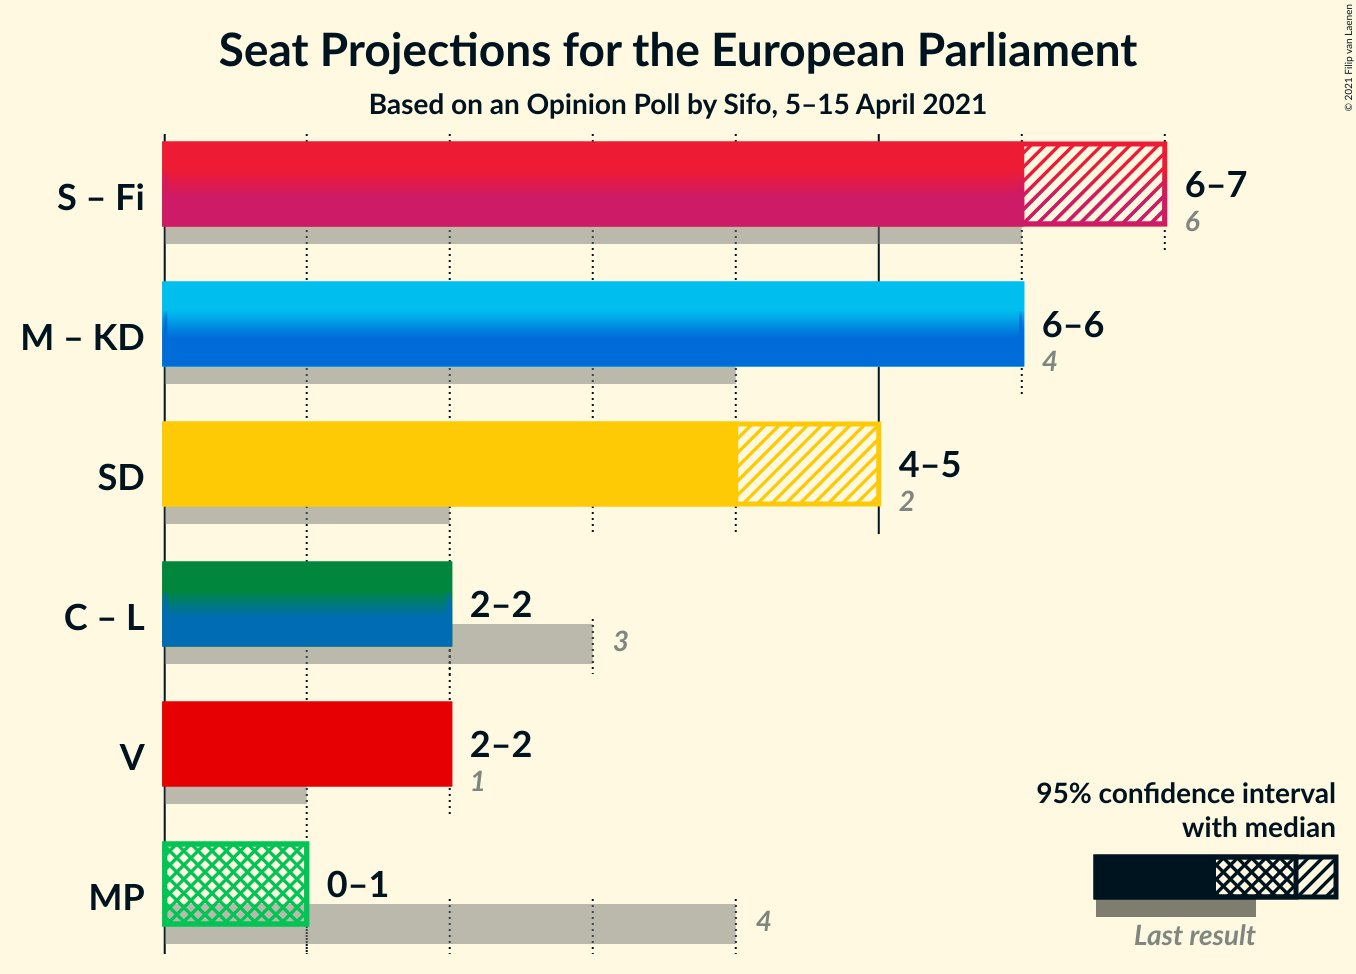 Seat Projections for the European Parliament
Based on an Opinion Poll by Sifo, 5–15 April 2021
© 2021 Filip van Laenen
S – Fi
6–7
6
M – KD
6–6
4
SD
4–5
2
C – L
2–2
3
V
2–2
1
MP
0–1
4
95% confidence interval
with median
Last result